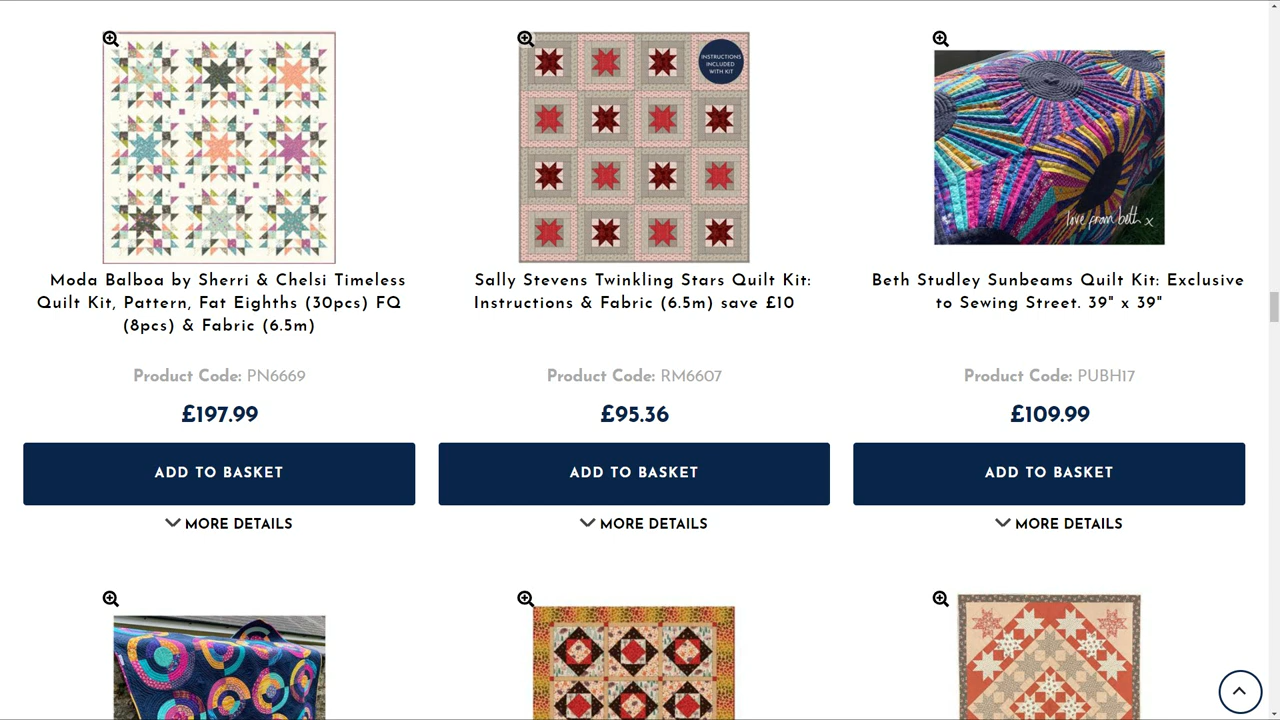 INSTRUCTIONS
INCLUDED
WITH KIT
love from beth x
Moda Balboa by Sherri & Chelsi Timeless
Quilt Kit, Pattern, Fat Eighths (30pcs) FQ
(8pcs) & Fabric (6.5m)
Sally Stevens Twinkling Stars Quilt Kit:
Instructions & Fabric (6.5m) save £10
Beth Studley Sunbeams Quilt Kit: Exclusive
to Sewing Street. 39" x 39"
Product Code: PN6669
Product Code: RM6607
Product Code: PUBH17
£197.99
£95.36
£109.99
ADD TO BASKET
ADD TO BASKET
ADD TO BASKET
MORE DETAILS
MORE DETAILS
MORE DETAILS